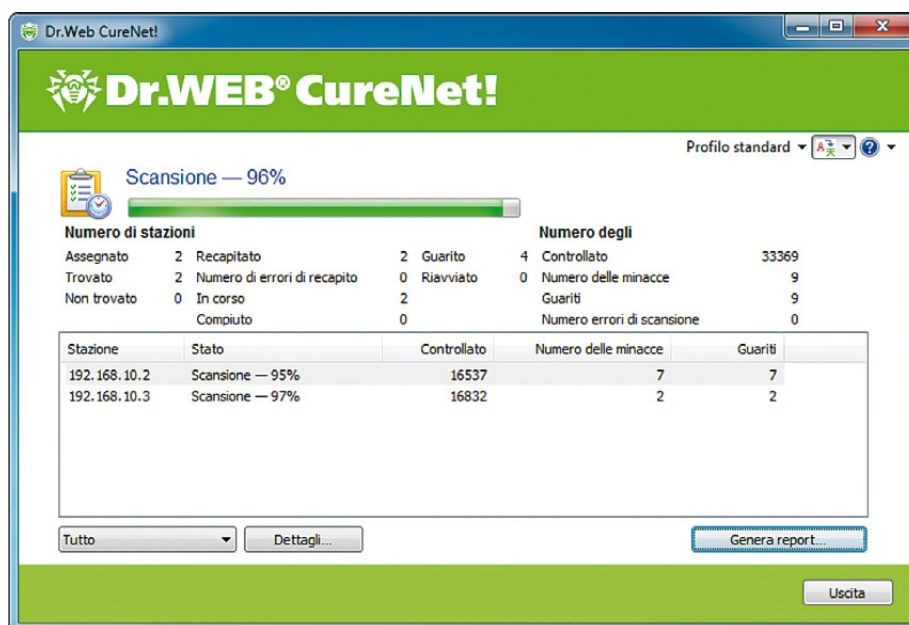 Dr.Web CureNet!
Dr.WEB® CureNet!
Profilo standard
Scansione — 96%
Numero di stazioni Numero degli
Assegnato 2 Recapitato 2 Guarito 4 Controllato 33369
Trovato 2 Numero di errori di recapito 0 Riavviato 0 Numero delle minacce 9
Non trovato 0 In corso 2 Guariti 9
Compiuto 0 Numero errori di scansione 0
Stazione Stato Controllato Numero delle minacce Guariti
192.168.10.2 Scansione — 95% 16537 7 7
192.168.10.3 Scansione — 97% 16832 2 2
Tutto Dettagli... Genera report...
Uscita